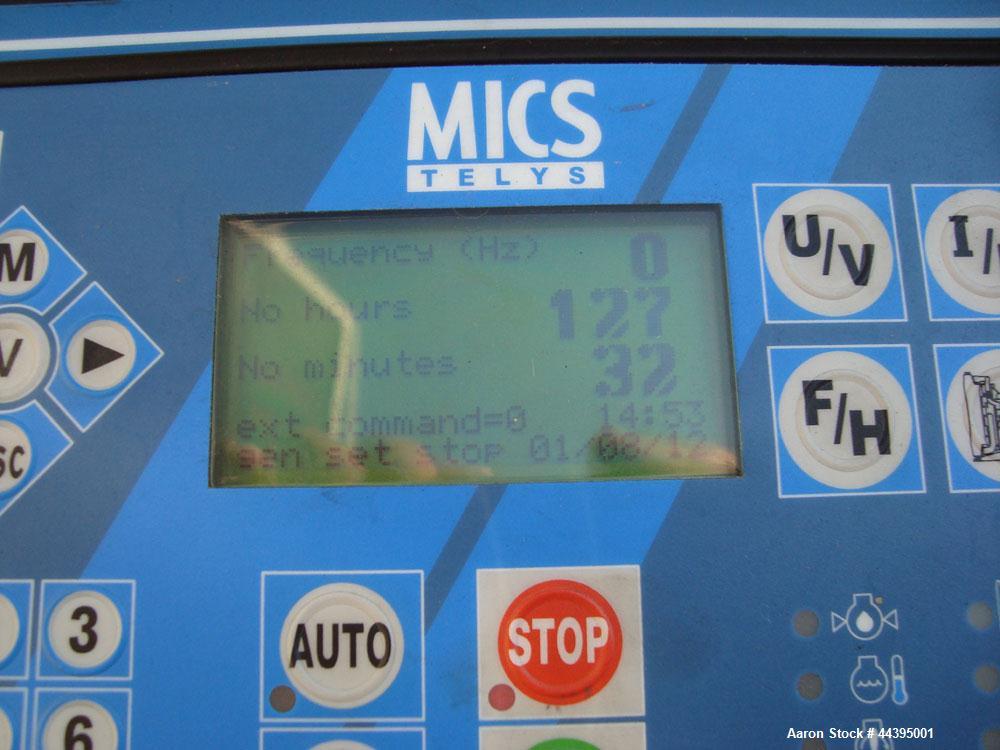 MICS
TELYS
Frequency (Hz) 0
No hours 127
No minutes 32
ext command=0 14:53
gen set stop 01/08/12
M
V
SC
U/V
I/
F/H
3
6
AUTO
STOP
Aaron Stock # 44395001